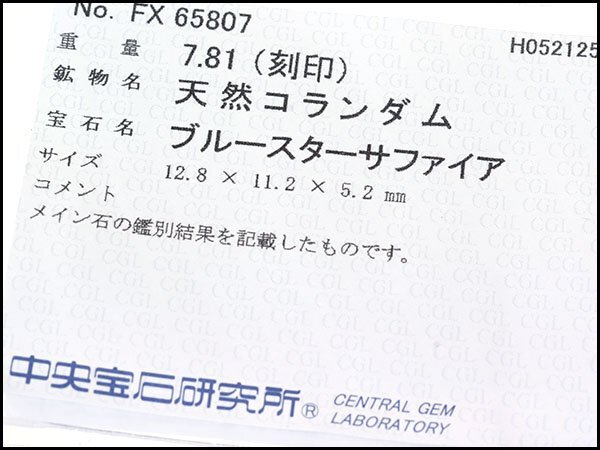 No. FX 65807
H052125
重量 7.81 (刻印)
鉱物名 天然コランダム
宝石名 ブルースターサファイア
サイズ 12.8 × 11.2 × 5.2 mm
コメント
メイン石の鑑別結果を記載したものです。
中央宝石研究所® CENTRAL GEM
LABORATORY